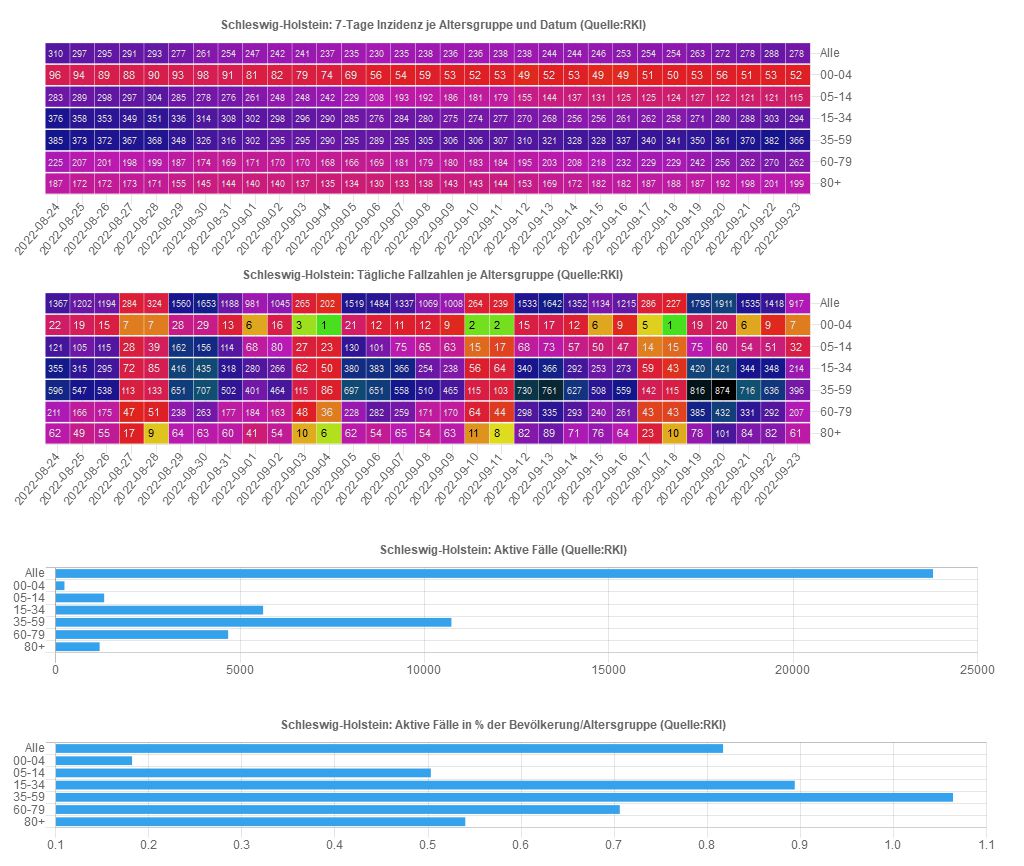 Schleswig-Holstein: 7-Tage Inzidenz je Altersgruppe und Datum (Quelle:RKI)
310 297 295 291 293 277 261 254 247 242 241 237 235 230 235 238 236 236 238 238 244 244 246 253 254 254 263 272 278 288 278 Alle
96 94 89 88 90 93 98 91 81 82 79 74 69 56 54 59 53 52 53 49 52 53 49 49 51 50 53 56 51 53 52 00-04
283 289 298 297 304 285 278 276 261 248 248 242 229 208 193 192 186 181 179 155 144 137 131 125 125 124 127 122 121 121 115 05-14
376 358 353 349 351 336 314 308 302 298 296 290 285 276 284 280 275 274 277 270 268 256 256 261 262 258 271 280 288 303 294 15-34
385 373 372 367 368 348 326 316 302 295 295 290 295 289 295 305 306 306 307 310 321 328 328 336 340 341 350 361 370 382 366 35-59
225 207 201 198 199 187 174 169 171 170 170 168 166 169 181 179 180 183 184 195 203 208 218 232 229 229 242 256 262 270 262 60-79
187 172 172 173 171 155 145 144 140 140 137 135 134 130 133 138 143 143 144 153 169 172 182 182 187 188 187 192 198 201 199 80+
2022-08-24 2022-08-25 2022-08-26 2022-08-27 2022-08-28 2022-08-29 2022-08-30 2022-08-31 2022-09-01 2022-09-02 2022-09-03 2022-09-04 2022-09-05 2022-09-06 2022-09-07 2022-09-08 2022-09-09 2022-09-10 2022-09-11 2022-09-12 2022-09-13 2022-09-14 2022-09-15 2022-09-16 2022-09-17 2022-09-18 2022-09-19 2022-09-20 2022-09-21 2022-09-22 2022-09-23
Schleswig-Holstein: Tägliche Fallzahlen je Altersgruppe (Quelle:RKI)
1367 1202 1194 284 324 1560 1653 1188 981 1045 265 202 1519 1484 1337 1069 1008 264 239 1533 1642 1352 1134 1215 286 227 1795 1911 1535 1418 917 Alle
22 19 15 7 7 28 29 13 6 16 3 1 21 12 11 12 9 2 2 15 17 12 6 9 5 1 19 20 6 9 7 00-04
121 105 115 28 39 162 156 114 68 80 27 23 130 101 75 65 63 15 17 68 73 57 50 47 14 15 75 60 54 51 32 05-14
355 315 295 72 85 416 435 318 280 266 62 50 380 383 366 254 238 56 64 340 366 292 255 273 59 43 420 421 344 348 214 15-34
596 547 538 113 133 651 707 502 401 464 115 86 697 651 558 510 465 115 103 730 761 627 508 559 142 115 816 874 716 636 396 35-59
211 166 175 47 51 238 263 177 184 163 48 36 228 282 259 171 170 64 44 298 335 293 240 261 43 43 385 432 331 292 207 60-79
62 49 55 17 9 64 63 60 41 54 10 6 62 54 65 54 63 11 8 82 89 71 76 64 23 10 78 101 84 82 61 80+
2022-08-24 2022-08-25 2022-08-26 2022-08-27 2022-08-28 2022-08-29 2022-08-30 2022-08-31 2022-09-01 2022-09-02 2022-09-03 2022-09-04 2022-09-05 2022-09-06 2022-09-07 2022-09-08 2022-09-09 2022-09-10 2022-09-11 2022-09-12 2022-09-13 2022-09-14 2022-09-15 2022-09-16 2022-09-17 2022-09-18 2022-09-19 2022-09-20 2022-09-21 2022-09-22 2022-09-23
Schleswig-Holstein: Aktive Fälle (Quelle:RKI)
Alle
00-04
05-14
15-34
35-59
60-79
80+
0 5000 10000 15000 20000 25000
Schleswig-Holstein: Aktive Fälle in % der Bevölkerung/Altersgruppe (Quelle:RKI)
Alle
00-04
05-14
15-34
35-59
60-79
80+
0.1 0.2 0.3 0.4 0.5 0.6 0.7 0.8 0.9 1.0 1.1